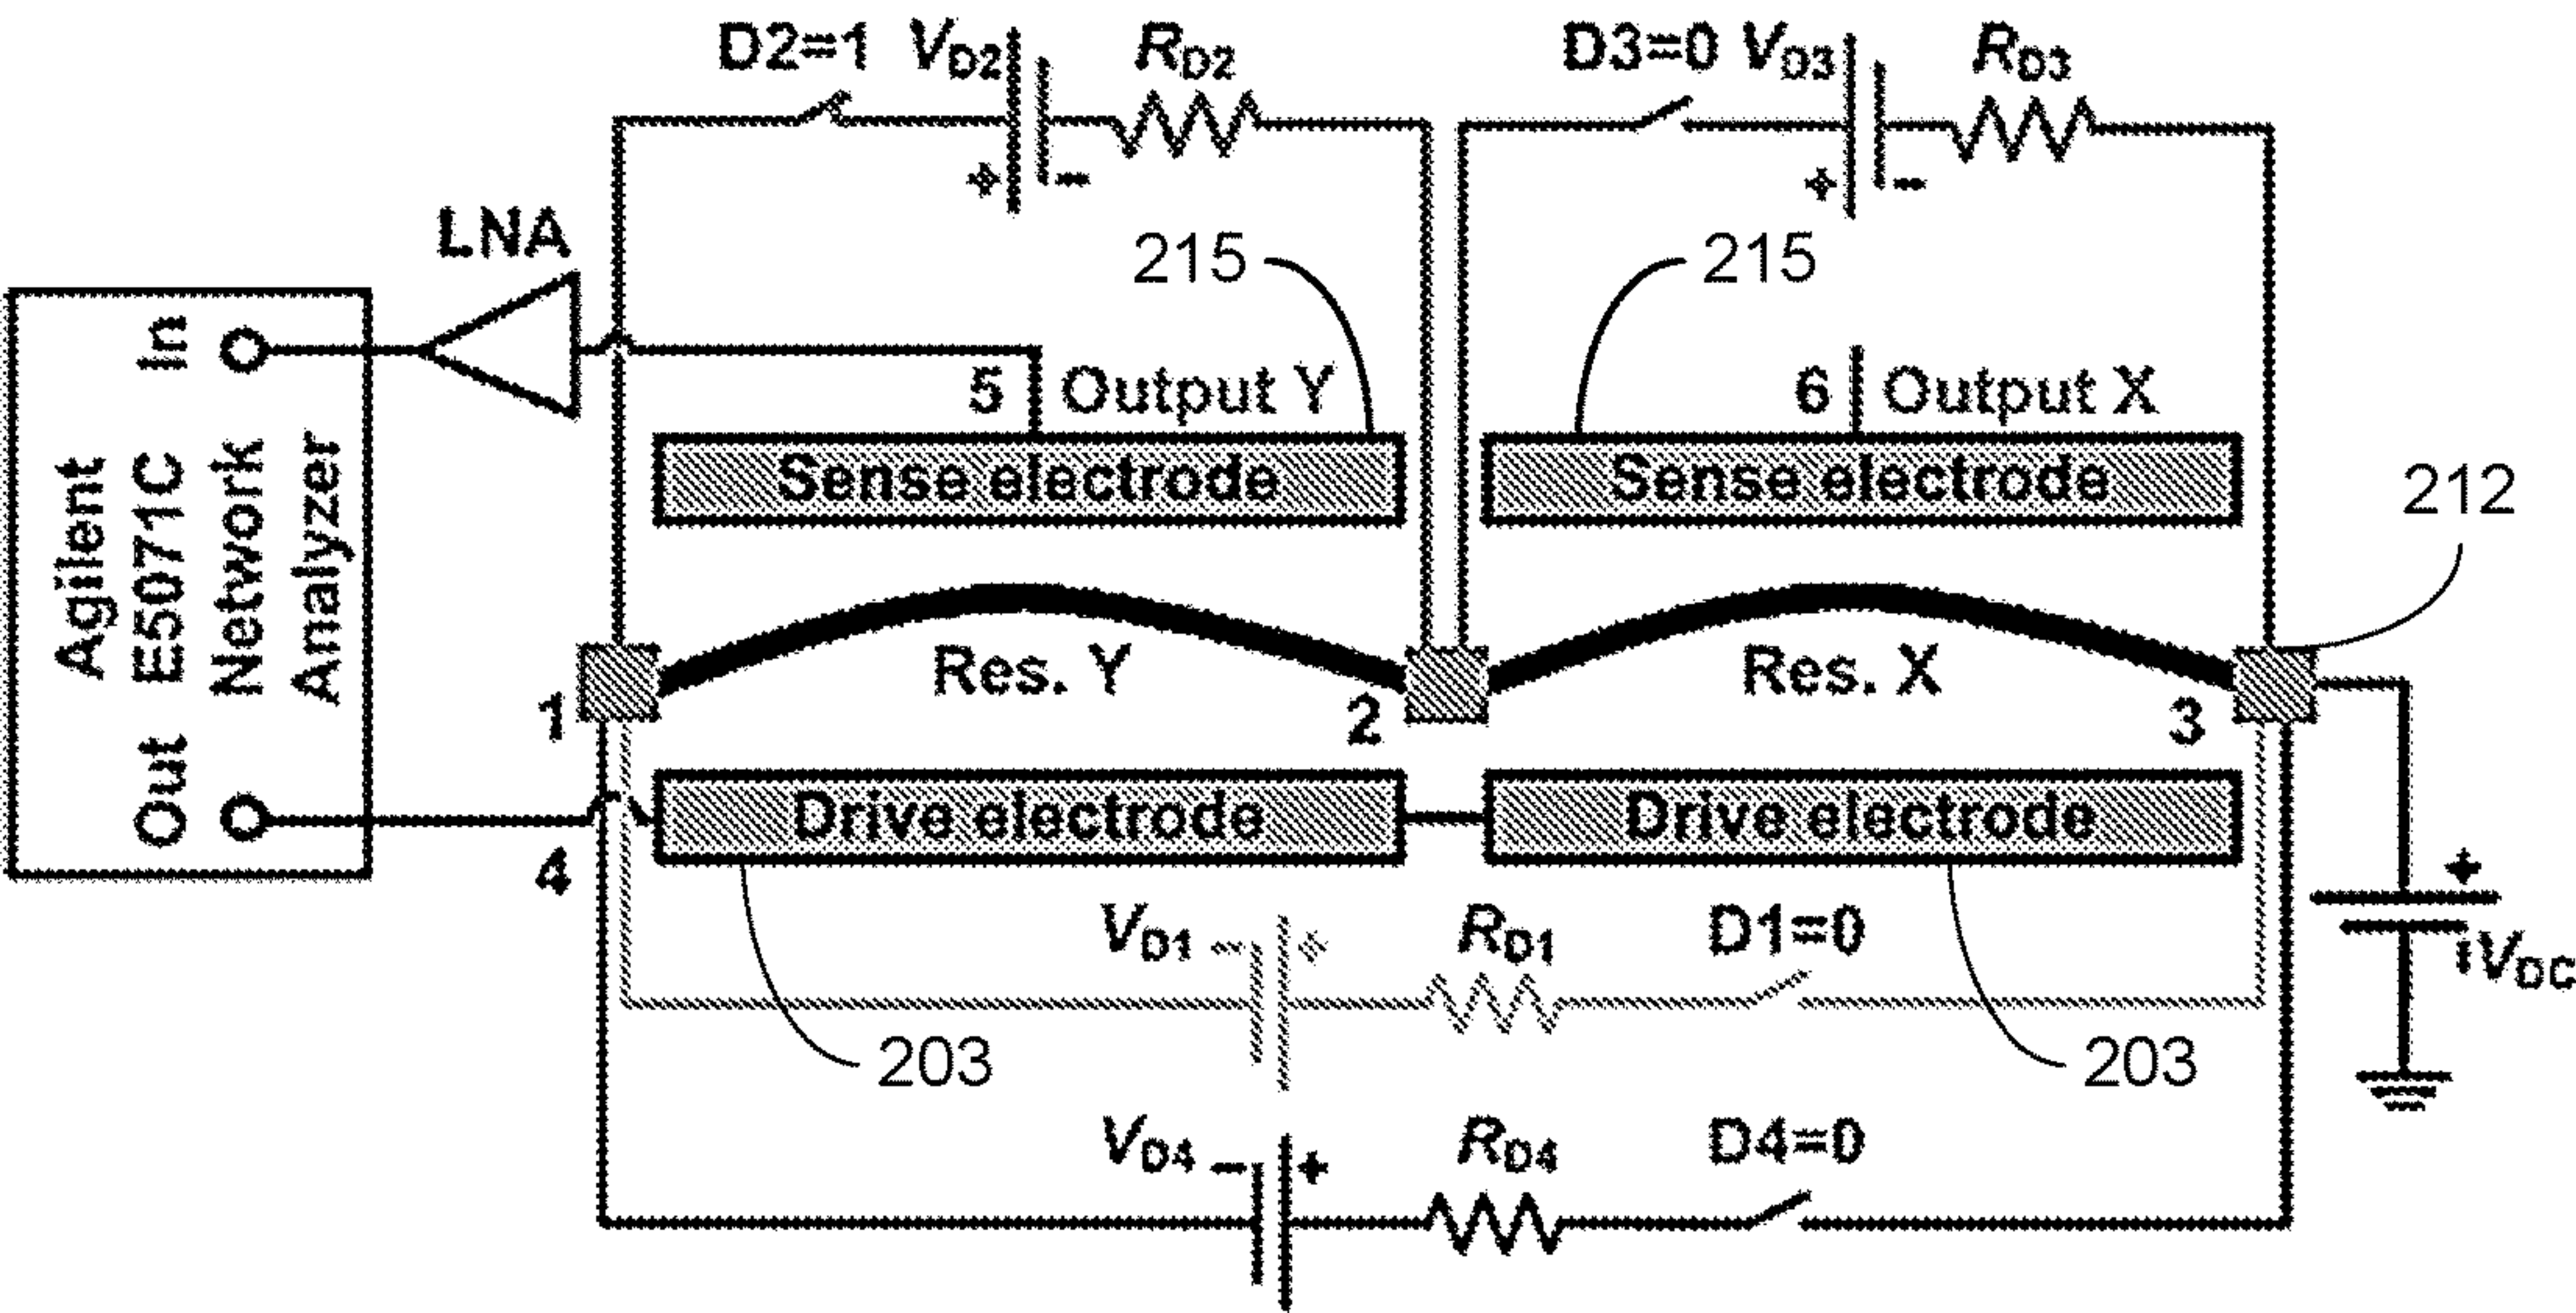 D2=1 VD2 RD2
D3=0 VD3 RD3
+ -
+ -
LNA
215
215
In
Out
Agilent
E5071C
Network
Analyzer
5 Output Y
6 Output X
Sense electrode
Sense electrode
212
Res. Y
Res. X
1
2
3
4
Drive electrode
Drive electrode
VD1 - + RD1 D1=0
+
-VDC
203
203
VD4 - + RD4 D4=0